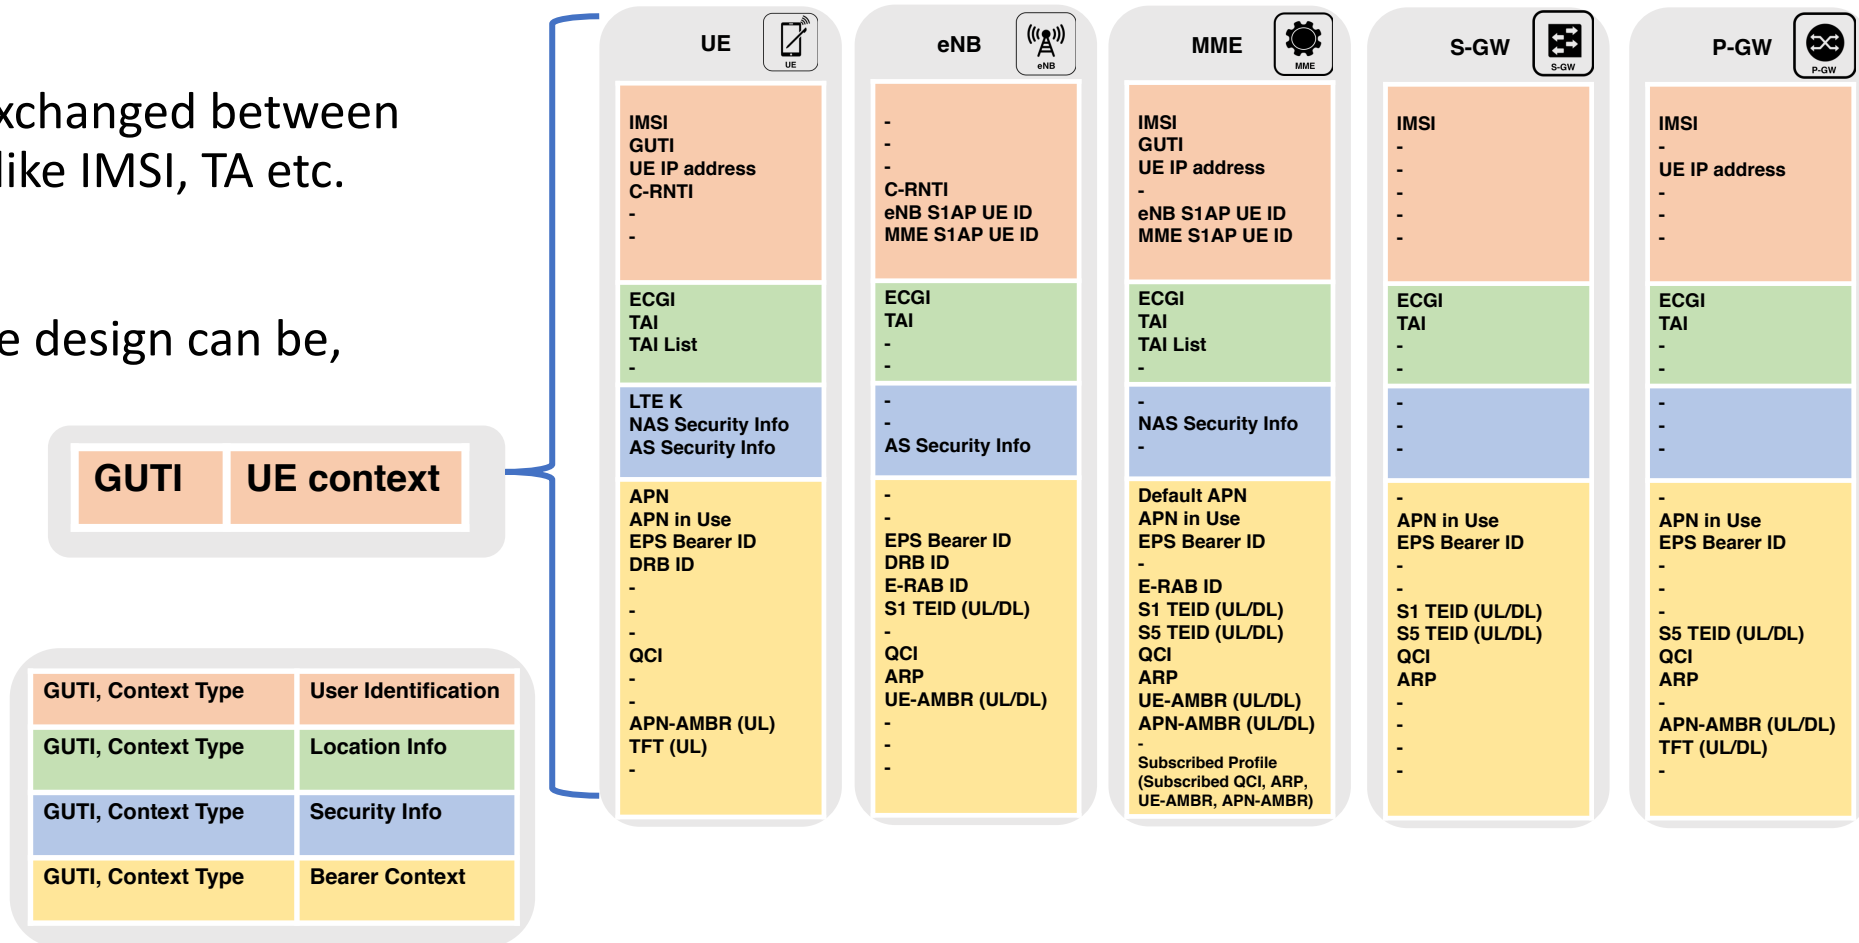 xchanged between
like IMSI, TA etc.
e design can be,
GUTI
UE context
GUTI, Context Type
User Identification
GUTI, Context Type
Location Info
GUTI, Context Type
Security Info
GUTI, Context Type
Bearer Context
UE
UE
IMSI
GUTI
UE IP address
C-RNTI
-
-
ECGI
TAI
TAI List
-
LTE K
NAS Security Info
AS Security Info
APN
APN in Use
EPS Bearer ID
DRB ID
-
-
-
QCI
-
-
APN-AMBR (UL)
TFT (UL)
-
eNB
eNB
-
-
-
C-RNTI
eNB S1AP UE ID
MME S1AP UE ID
ECGI
TAI
-
-
-
-
AS Security Info
-
-
EPS Bearer ID
DRB ID
E-RAB ID
S1 TEID (UL/DL)
-
QCI
ARP
UE-AMBR (UL/DL)
-
-
-
MME
MME
IMSI
GUTI
UE IP address
-
eNB S1AP UE ID
MME S1AP UE ID
ECGI
TAI
TAI List
-
-
NAS Security Info
-
Default APN
APN in Use
EPS Bearer ID
-
E-RAB ID
S1 TEID (UL/DL)
S5 TEID (UL/DL)
QCI
ARP
UE-AMBR (UL/DL)
APN-AMBR (UL/DL)
-
Subscribed Profile
(Subscribed QCI, ARP,
UE-AMBR, APN-AMBR)
S-GW
S-GW
IMSI
-
-
-
-
-
ECGI
TAI
-
-
-
-
-
-
APN in Use
EPS Bearer ID
-
-
S1 TEID (UL/DL)
S5 TEID (UL/DL)
QCI
ARP
-
-
-
-
P-GW
P-GW
IMSI
-
UE IP address
-
-
-
ECGI
TAI
-
-
-
-
-
-
APN in Use
EPS Bearer ID
-
-
-
S5 TEID (UL/DL)
QCI
ARP
-
APN-AMBR (UL/DL)
TFT (UL/DL)
-